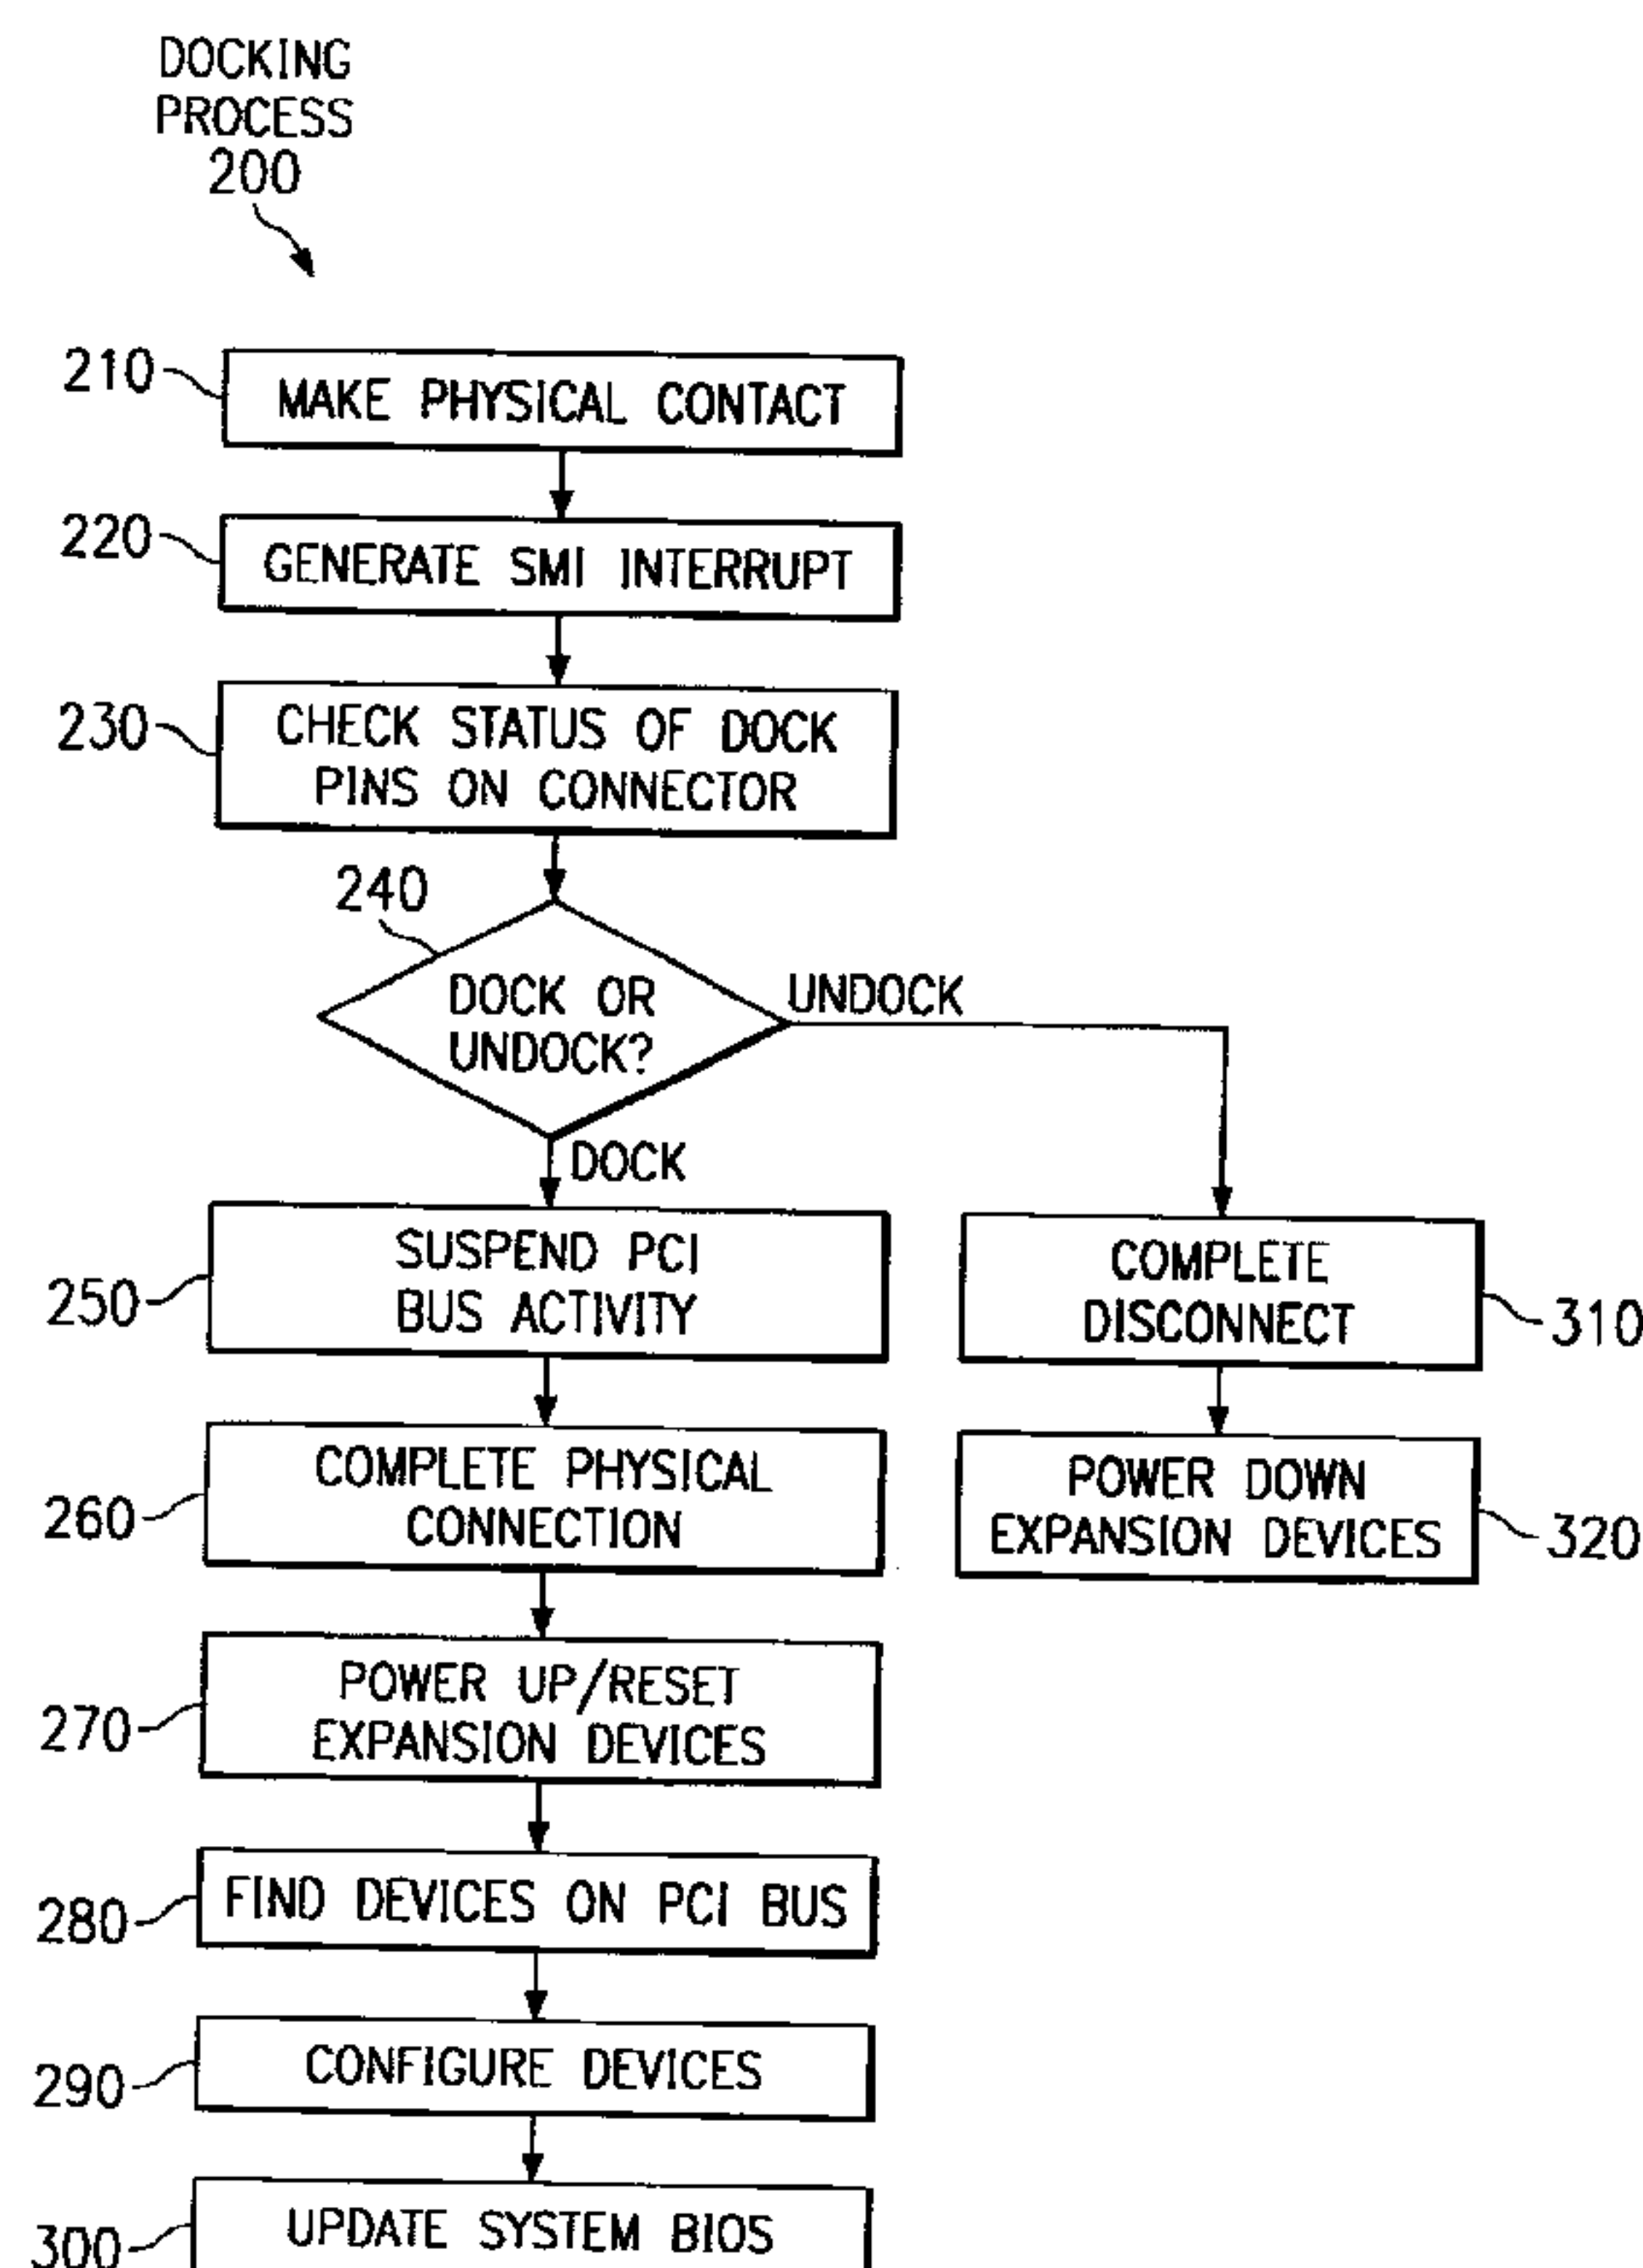 DOCKING
PROCESS
200
210
MAKE PHYSICAL CONTACT
220
GENERATE SMI INTERRUPT
230
CHECK STATUS OF DOCK
PINS ON CONNECTOR
240
DOCK OR
UNDOCK?
UNDOCK
DOCK
250
SUSPEND PCI
BUS ACTIVITY
COMPLETE
DISCONNECT
310
260
COMPLETE PHYSICAL
CONNECTION
POWER DOWN
EXPANSION DEVICES
320
270
POWER UP/RESET
EXPANSION DEVICES
280
FIND DEVICES ON PCI BUS
290
CONFIGURE DEVICES
300
UPDATE SYSTEM BIOS